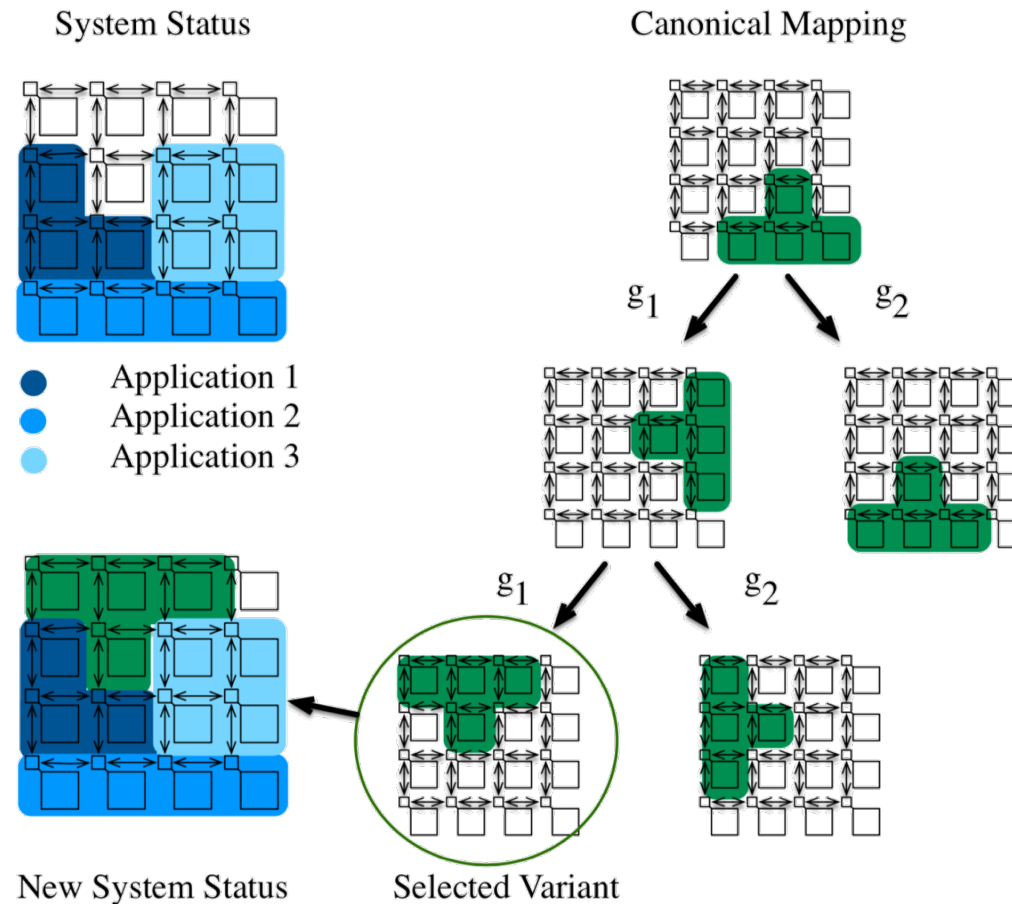 System Status
Canonical Mapping
g1
g2
Application 1
Application 2
Application 3
g1
g2
New System Status
Selected Variant